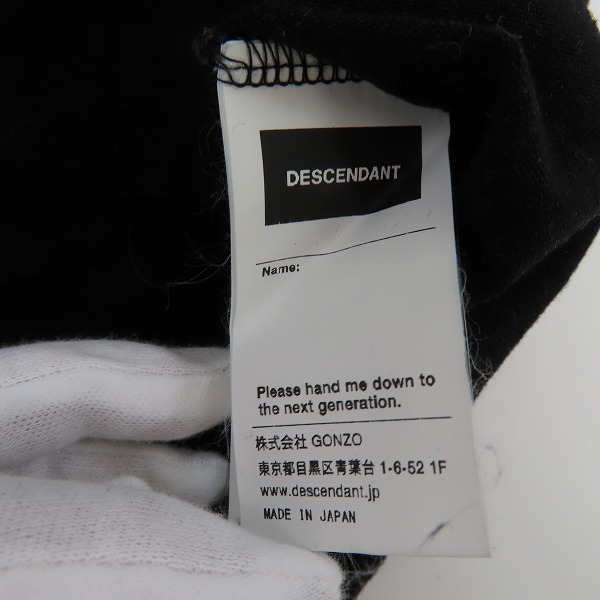 DESCENDANT
Name:
Please hand me down to
the next generation.
株式会社 GONZO
東京都目黒区青葉台 1-6-52 1F
www.descendant.jp
MADE IN JAPAN